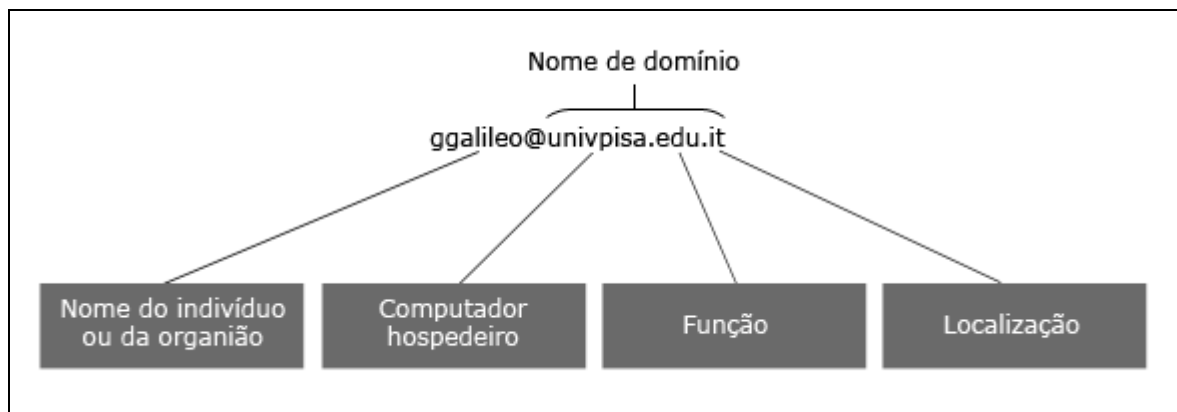 Nome de domínio
ggalileo@univpisa.edu.it
Nome do indivíduo
ou da organião
Computador
hospedeiro
Função
Localização